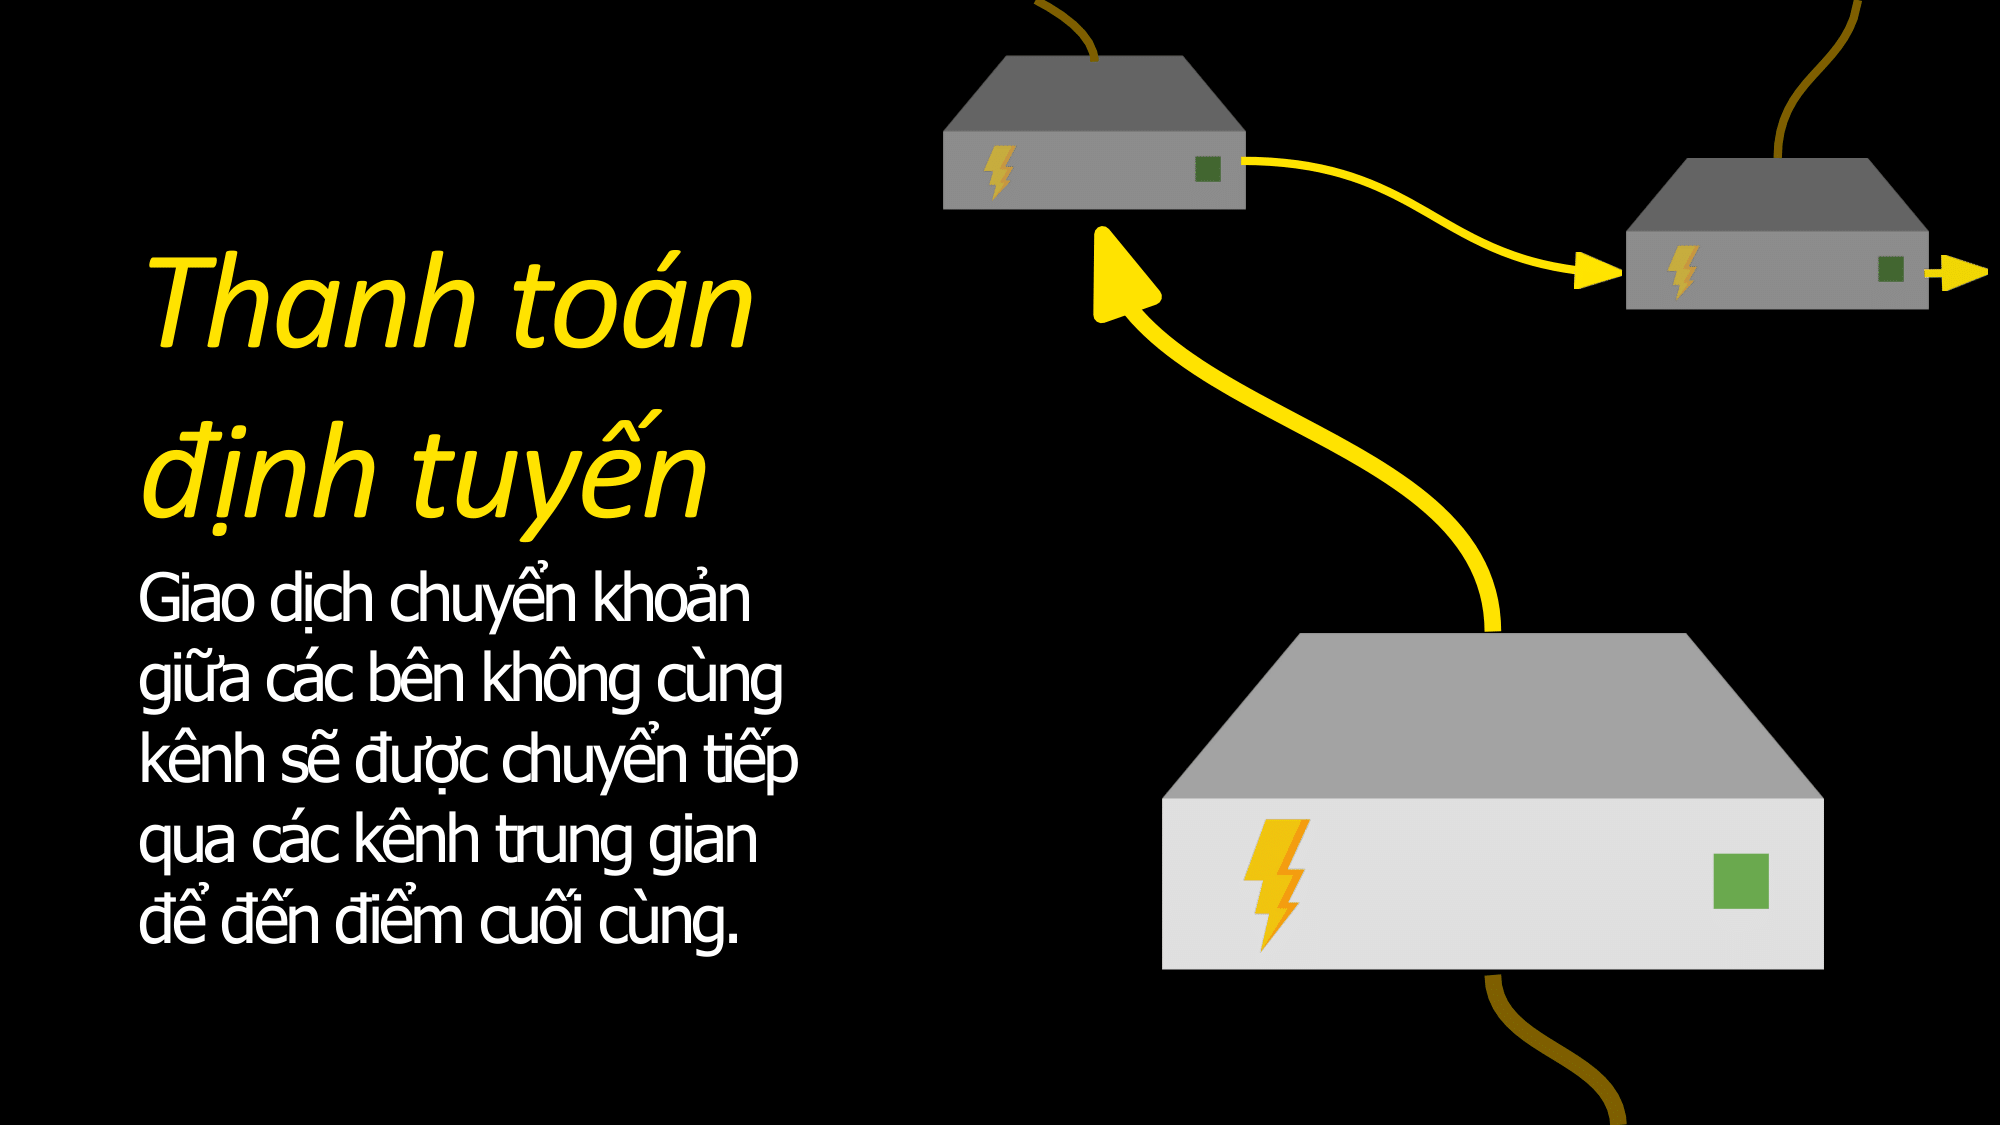 Thanh toán
định tuyến
Giao dịch chuyển khoản
giữa các bên không cùng
kênh sẽ được chuyển tiếp
qua các kênh trung gian
để đến điểm cuối cùng.